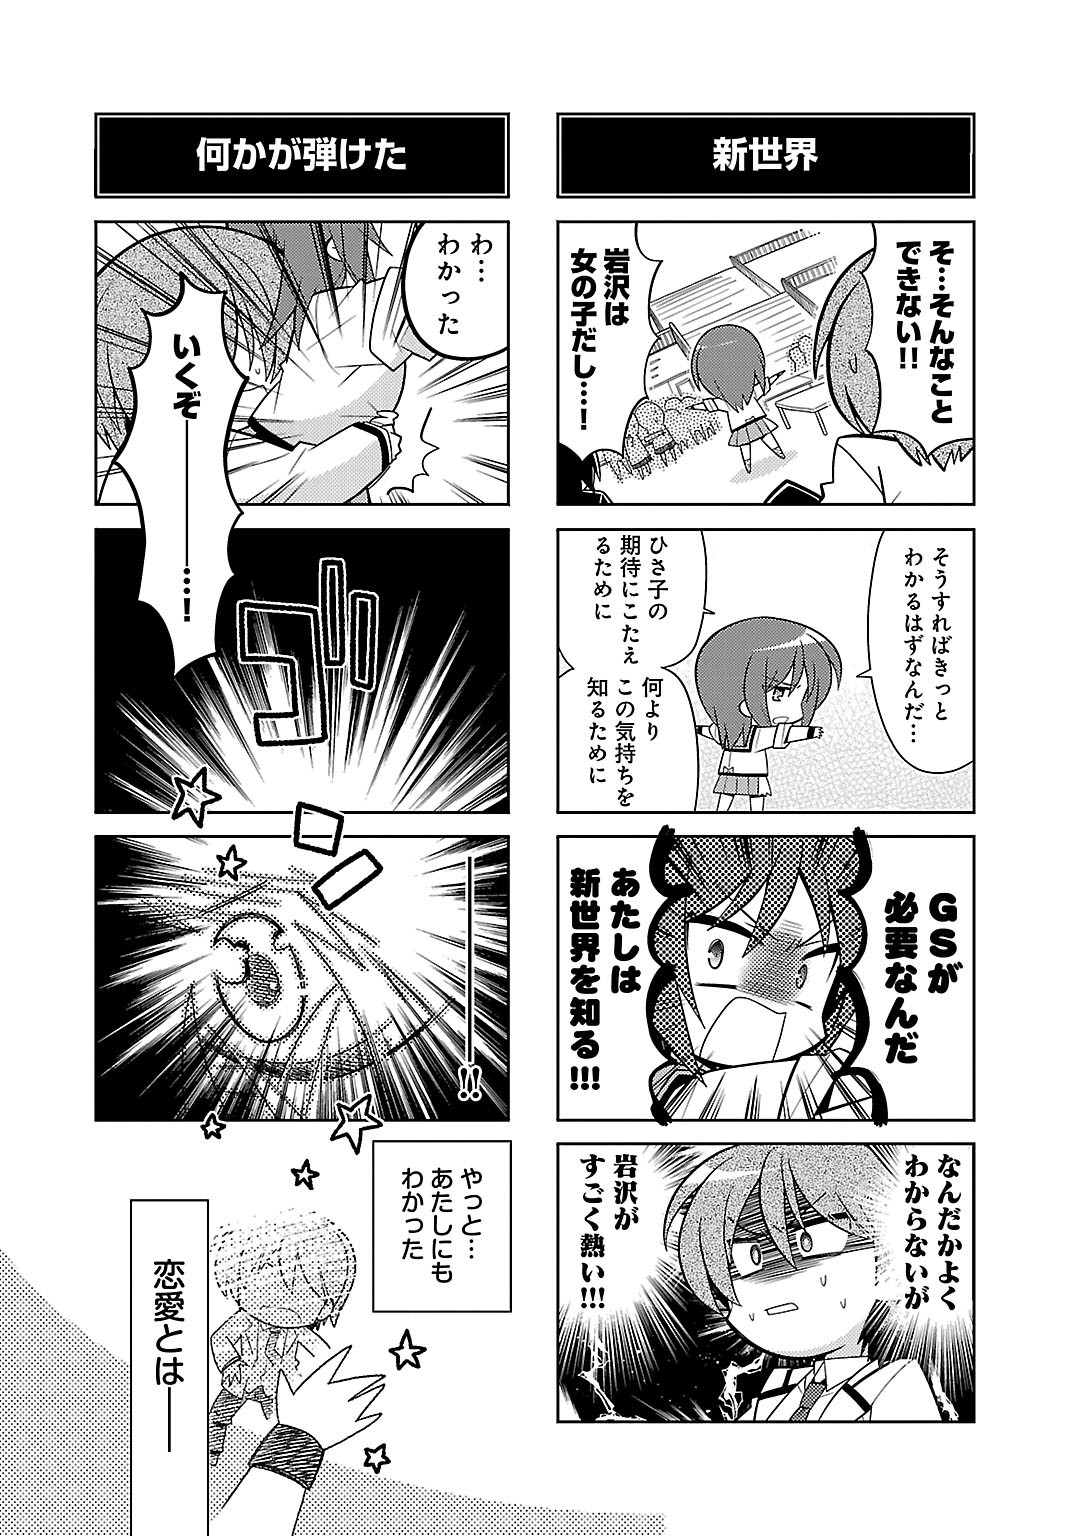 新世界
そ…そんなこと
できない!!
岩沢は
女の子だし…!
そうすればきっと
わかるはずなんだ…
ひさ子の
期待にこたえ
るために
何より
この気持ちを
知るために
GSが
必要なんだ
あたしは
新世界を知る!!!
なんだかよく
わからないが
岩沢が
すごく熱い!!!
何かが弾けた
わ…
わかった
いくぞ――…!
ゴッ
――!!
やっと…
あたしにも
わかった
恋愛とは――